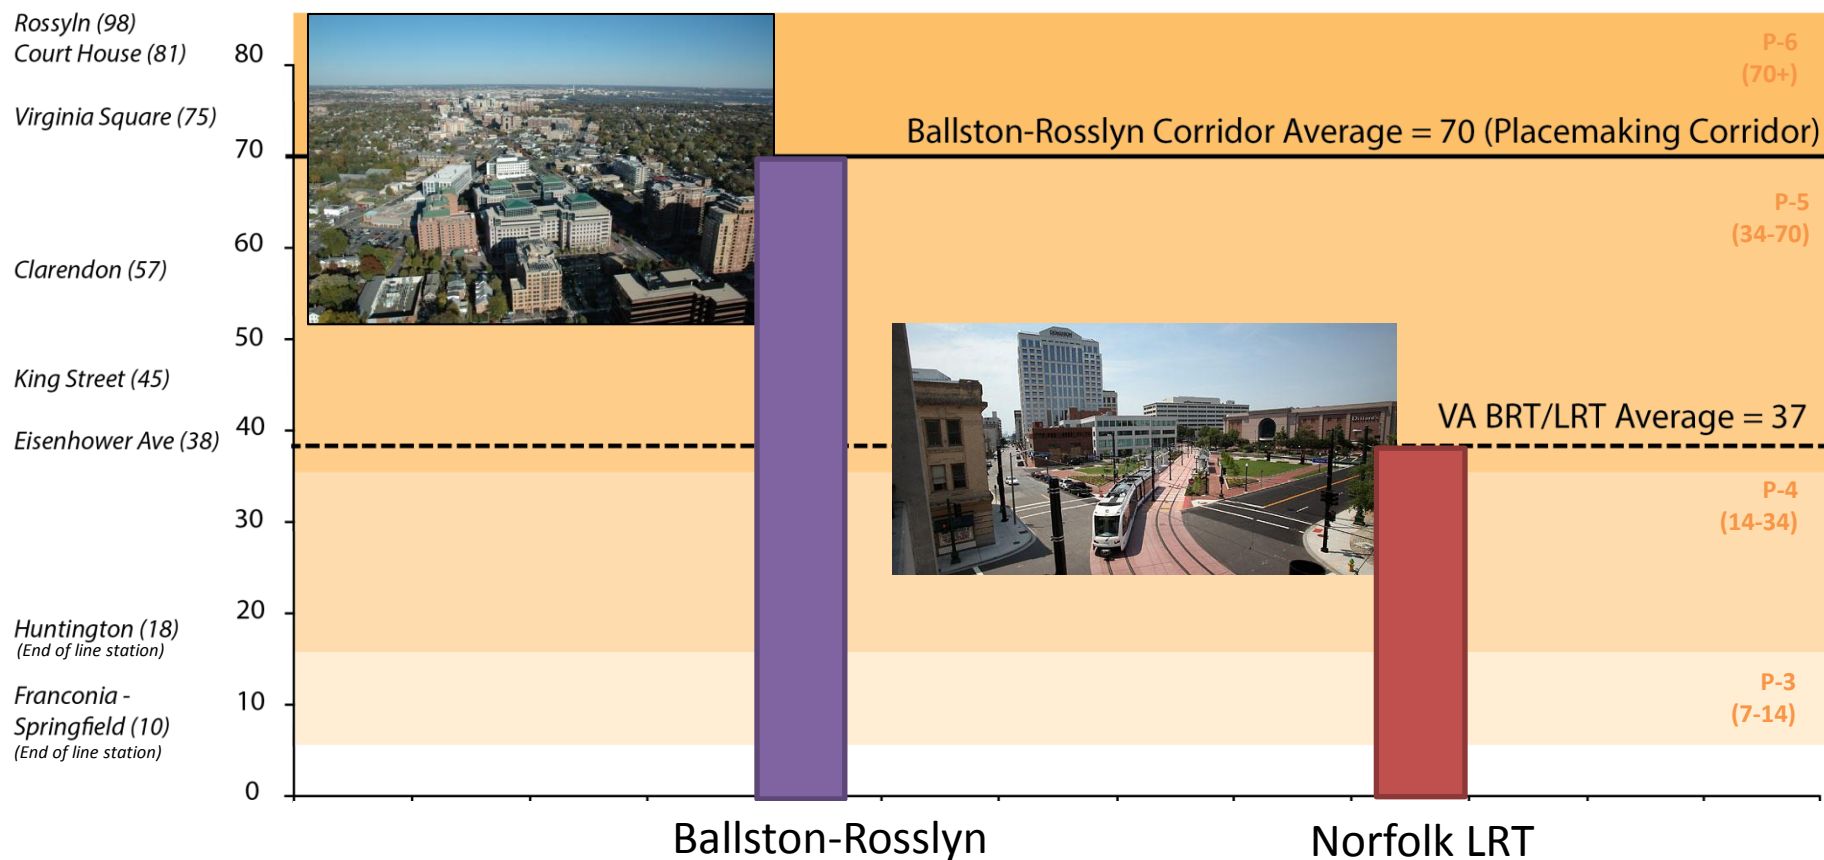 Rossyln (98)
Court House (81)
Virginia Square (75)
Clarendon (57)
King Street (45)
Eisenhower Ave (38)
Huntington (18)
(End of line station)
Franconia -
Springfield (10)
(End of line station)
80
70
60
50
40
30
20
10
0
P-6
(70+)
Ballston-Rosslyn Corridor Average = 70 (Placemaking Corridor)
P-5
(34-70)
VA BRT/LRT Average = 37
P-4
(14-34)
P-3
(7-14)
Ballston-Rosslyn
Norfolk LRT